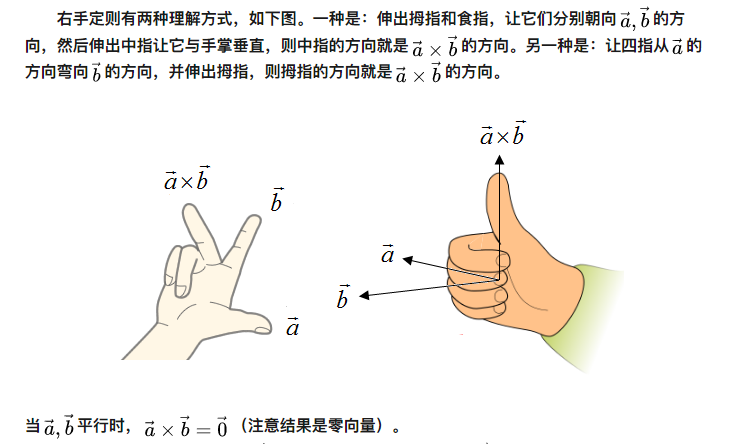 右手定则有两种理解方式，如下图。一种是：伸出拇指和食指，让它们分别朝向 $\vec{a},\vec{b}$ 的方
向，然后伸出中指让它与手掌垂直，则中指的方向就是 $\vec{a}\times\vec{b}$ 的方向。另一种是：让四指从 $\vec{a}$ 的
方向弯向 $\vec{b}$ 的方向，并伸出拇指，则拇指的方向就是 $\vec{a}\times\vec{b}$ 的方向。
$\vec{a}\times\vec{b}$
$\vec{b}$
$\vec{a}$
$\vec{a}\times\vec{b}$
$\vec{a}$
$\vec{b}$
当 $\vec{a},\vec{b}$ 平行时， $\vec{a}\times\vec{b}=\vec{0}$ （注意结果是零向量）。